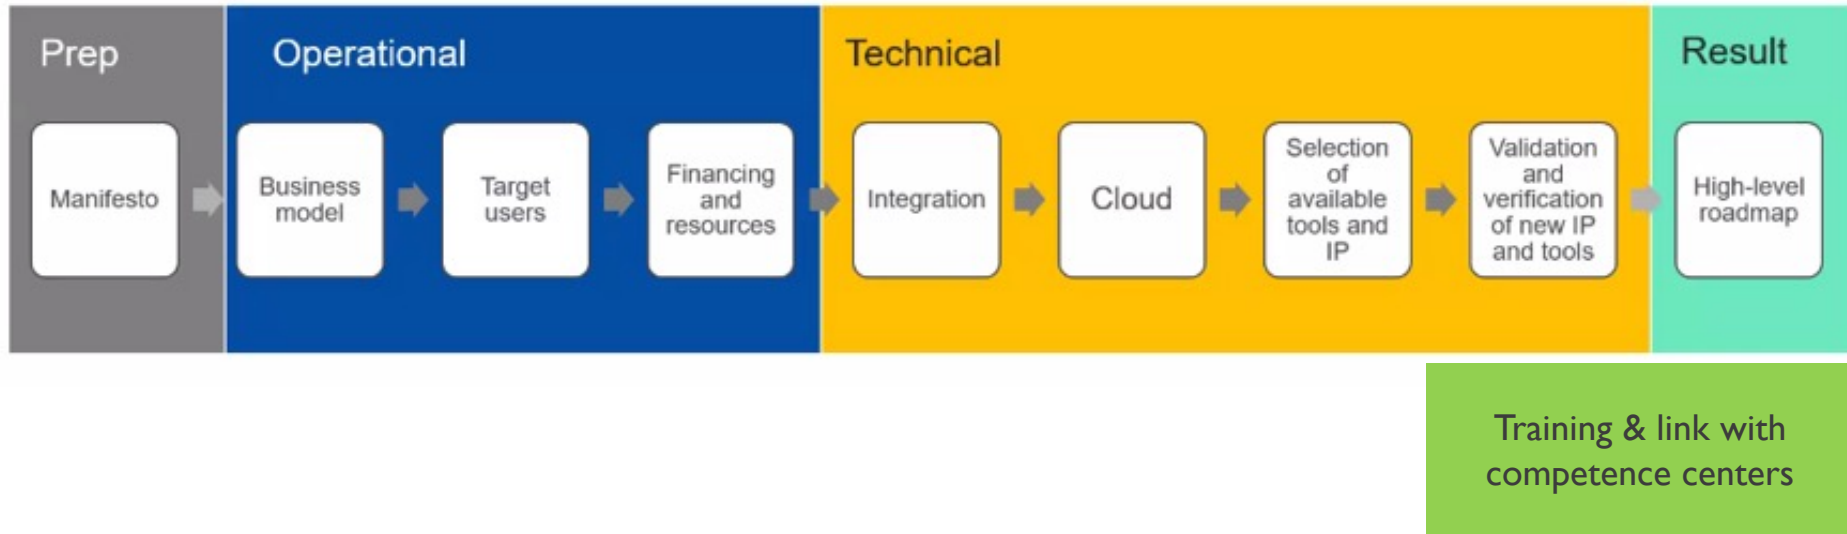 Prep
Manifesto
Operational
Business
model
Target
users
Financing
and
resources
Technical
Integration
Cloud
Selection
of
available
tools and
IP
Validation
and
verification
of new IP
and tools
Result
High-level
roadmap
Training & link with
competence centers